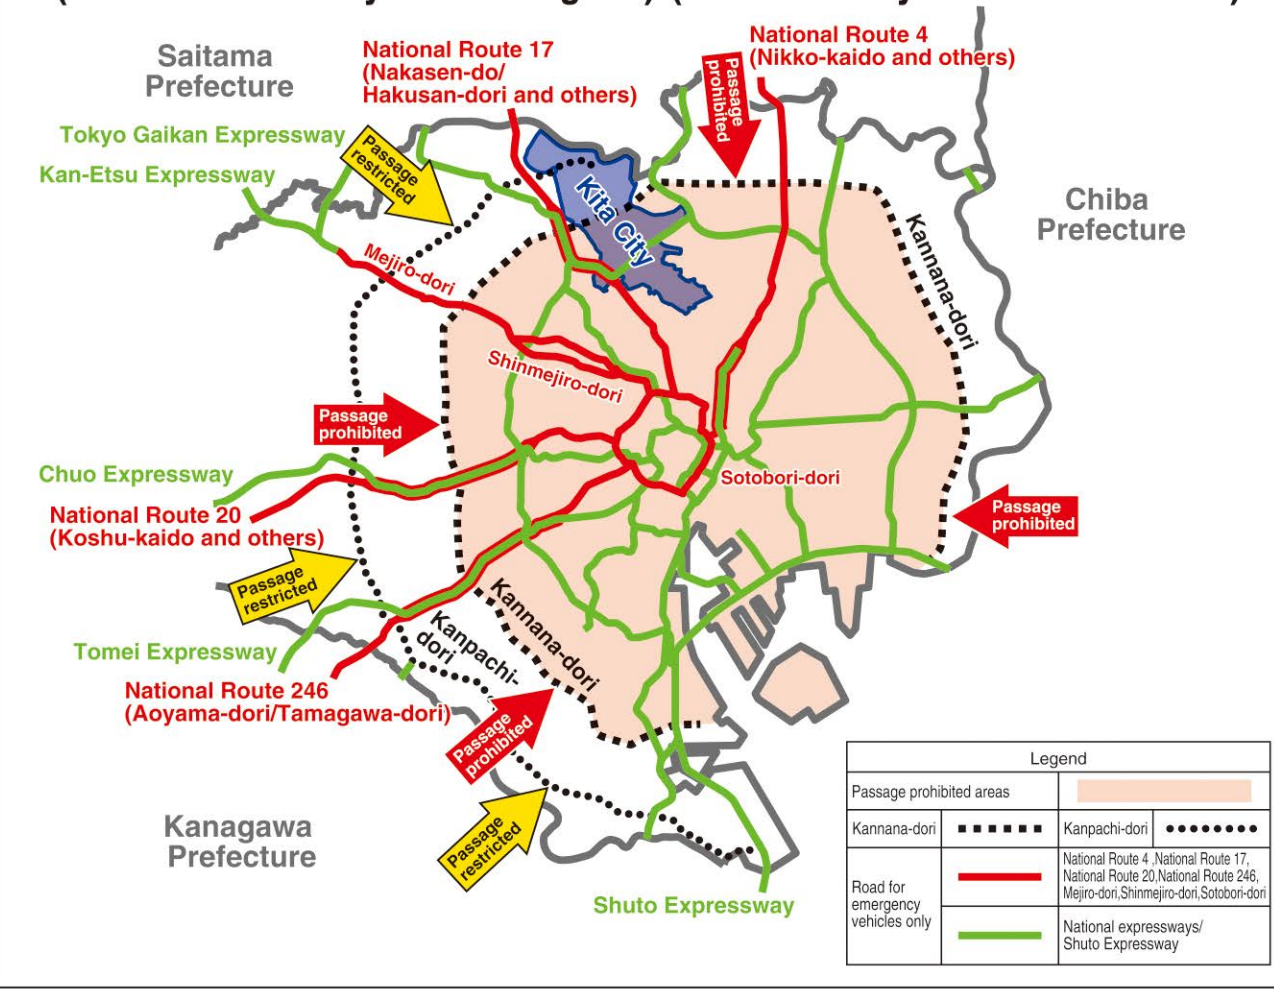 Saitama
Prefecture
National Route 17
(Nakasen-do/
Hakusan-dori and others)
National Route 4
(Nikko-kaido and others)
Passage
prohibited
Tokyo Gaikan Expressway
Passage
restricted
Kan-Etsu Expressway
Kita City
Chiba
Prefecture
Kannana-dori
Mejiro-dori
Shinmejiro-dori
Passage
prohibited
Chuo Expressway
Sotobori-dori
National Route 20
(Koshu-kaido and others)
Passage
prohibited
Passage
restricted
Kannana-dori
Kanpachi-
dori
Tomei Expressway
National Route 246
(Aoyama-dori/Tamagawa-dori)
Passage
prohibited
Kanagawa
Prefecture
Passage
restricted
Shuto Expressway
Legend
Passage prohibited areas
Kannana-dori
Kanpachi-dori
Road for
emergency
vehicles only
National Route 4 ,National Route 17,
National Route 20,National Route 246,
Mejiro-dori,Shinmejiro-dori,Sotobori-dori
National expressways/
Shuto Expressway